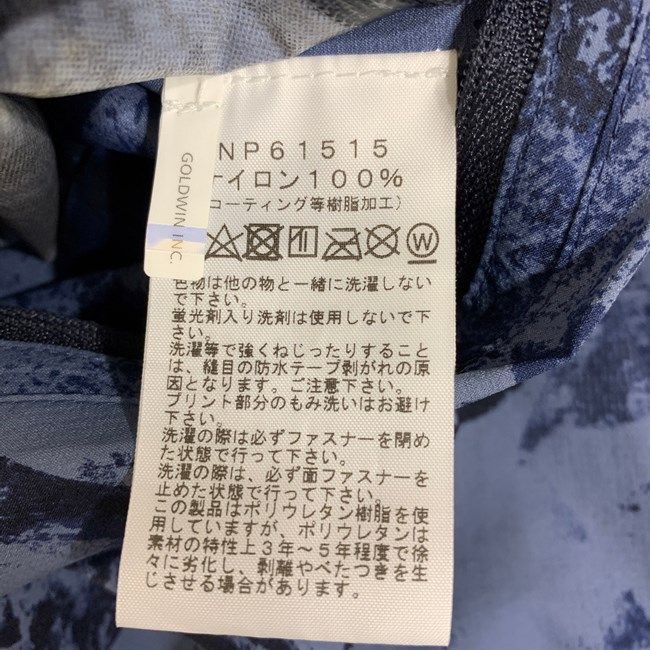 GOLDWIN INC.
NP61515
ナイロン100%
コーティング等樹脂加工)
W
色物は他の物と一緒に洗濯しない
で下さい。
蛍光剤入り洗剤は使用しないで下
さい。
洗濯等で強くねじったりすること
は、縫目の防水テープ剥がれの原
因となります。ご注意下さい。
プリント部分のもみ洗いはお避け
下さい。
洗濯の際は必ずファスナーを閉め
た状態で行って下さい。
洗濯の際は、必ず面ファスナーを
止めた状態で行って下さい。
この製品はポリウレタン樹脂を使
用していますが、ポリウレタンは
素材の特性上3年~5年程度で徐
々に劣化し、剥離やべたつきを生
じさせる場合があります。